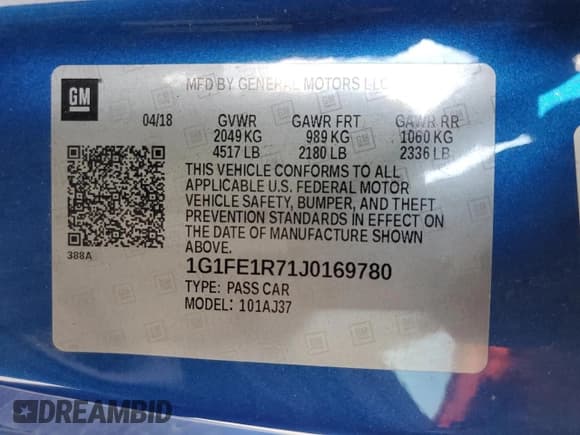 GM
MFD BY GENERAL MOTORS LLC
04/18 GVWR GAWR FRT GAWR RR
2049 KG 989 KG 1060 KG
4517 LB 2180 LB 2336 LB
THIS VEHICLE CONFORMS TO ALL
APPLICABLE U.S. FEDERAL MOTOR
VEHICLE SAFETY, BUMPER, AND THEFT
PREVENTION STANDARDS IN EFFECT ON
THE DATE OF MANUFACTURE SHOWN
ABOVE.
388A
1G1FE1R71J0169780
TYPE: PASS CAR
MODEL: 101AJ37
DREAMBID